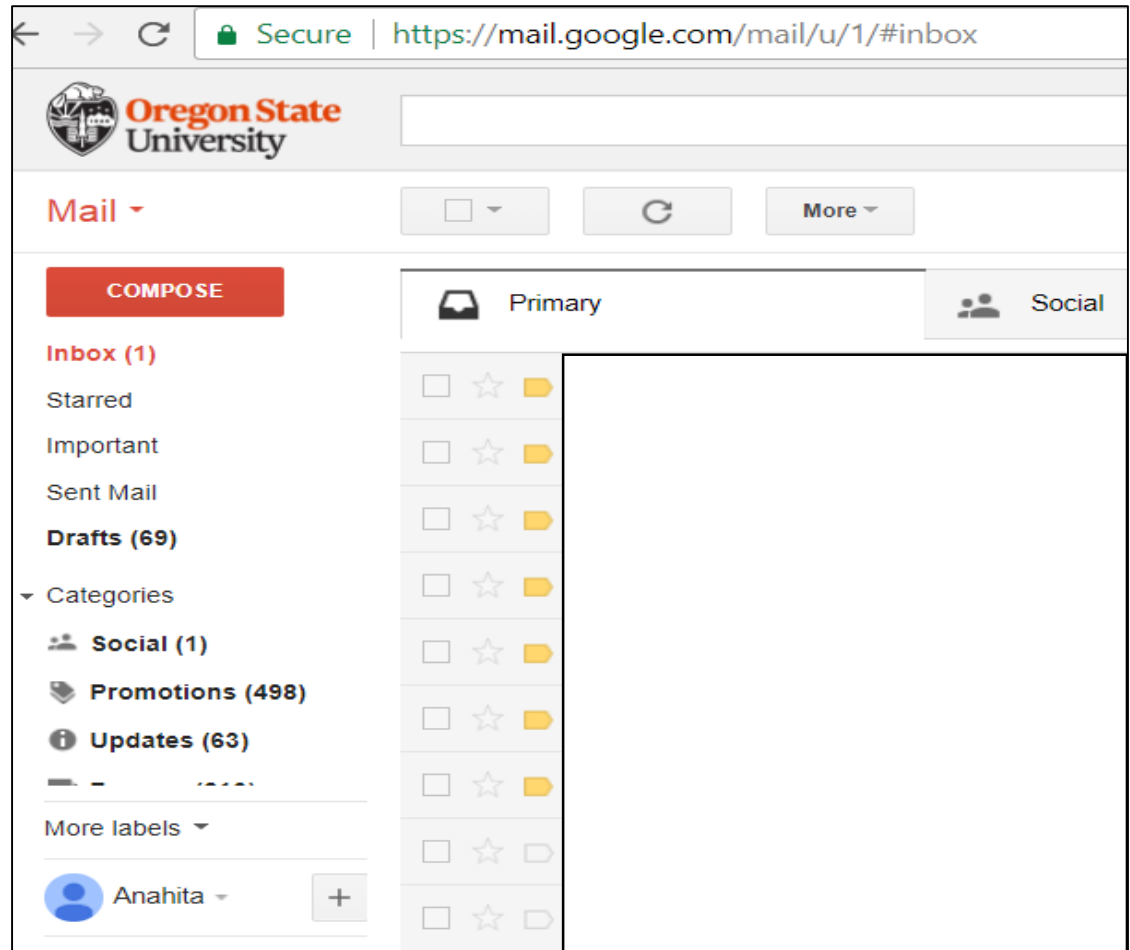 Secure | https://mail.google.com/mail/u/1/#inbox
Oregon State
University
Mail
More
COMPOSE
Primary
Social
Inbox (1)
Starred
Important
Sent Mail
Drafts (69)
Categories
Social (1)
Promotions (498)
Updates (63)
More labels
Anahita